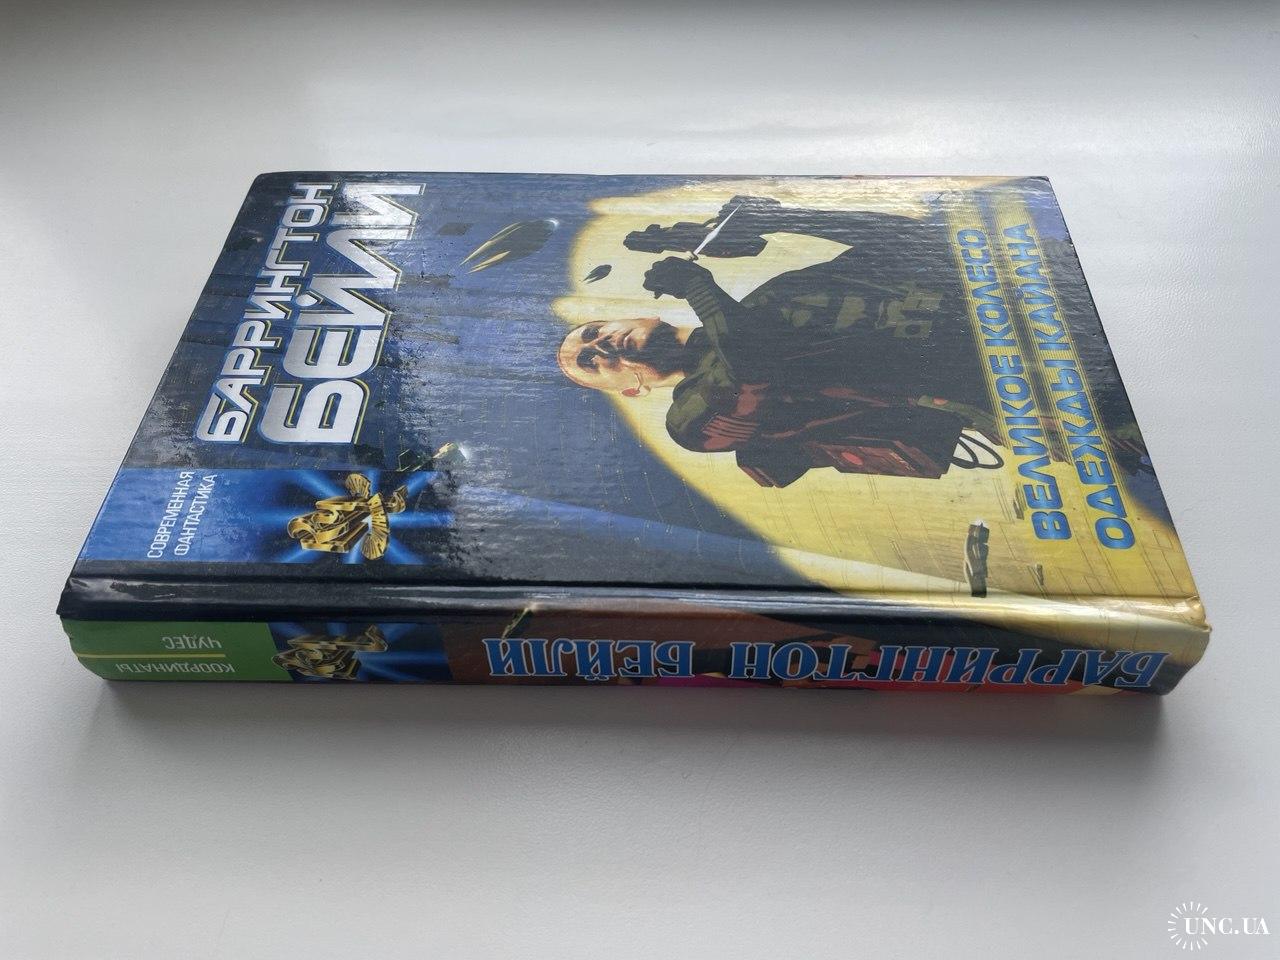 БАРРИНГТОН
БЕЙЛИ
СОВРЕМЕННАЯ
ФАНТАСТИКА
ВЕЛИКОЕ КОЛЕСО
ОДЕЖДЫ КАЙАНА
КООРДИНАТЫ
ЧУДЕС
БАРРИНГТОН БЕЙЛИ
UNC.UA